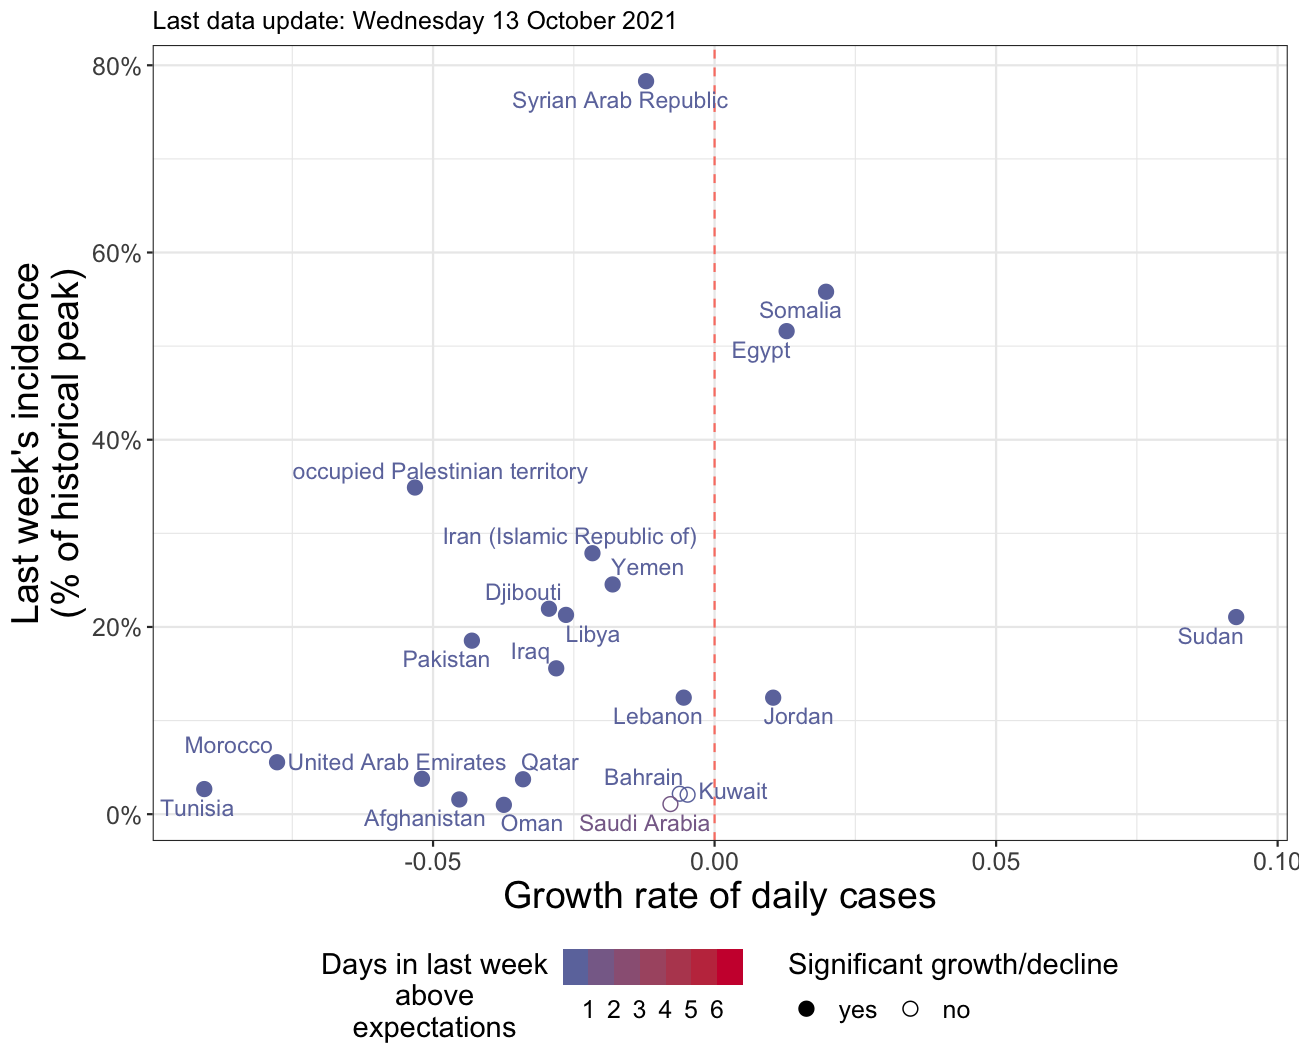 Last data update: Wednesday 13 October 2021
80%
Syrian Arab Republic
60%
Somalia
Egypt
Last week's incidence
(% of historical peak)
40%
occupied Palestinian territory
Iran (Islamic Republic of)
Yemen
Djibouti
20%
Libya
Sudan
Iraq
Pakistan
Lebanon
Jordan
Morocco
United Arab Emirates
Qatar
Bahrain
Kuwait
Tunisia
0%
Afghanistan
Oman
Saudi Arabia
-0.05 0.00 0.05 0.10
Growth rate of daily cases
Days in last week
above
expectations
1 2 3 4 5 6
Significant growth/decline
yes no